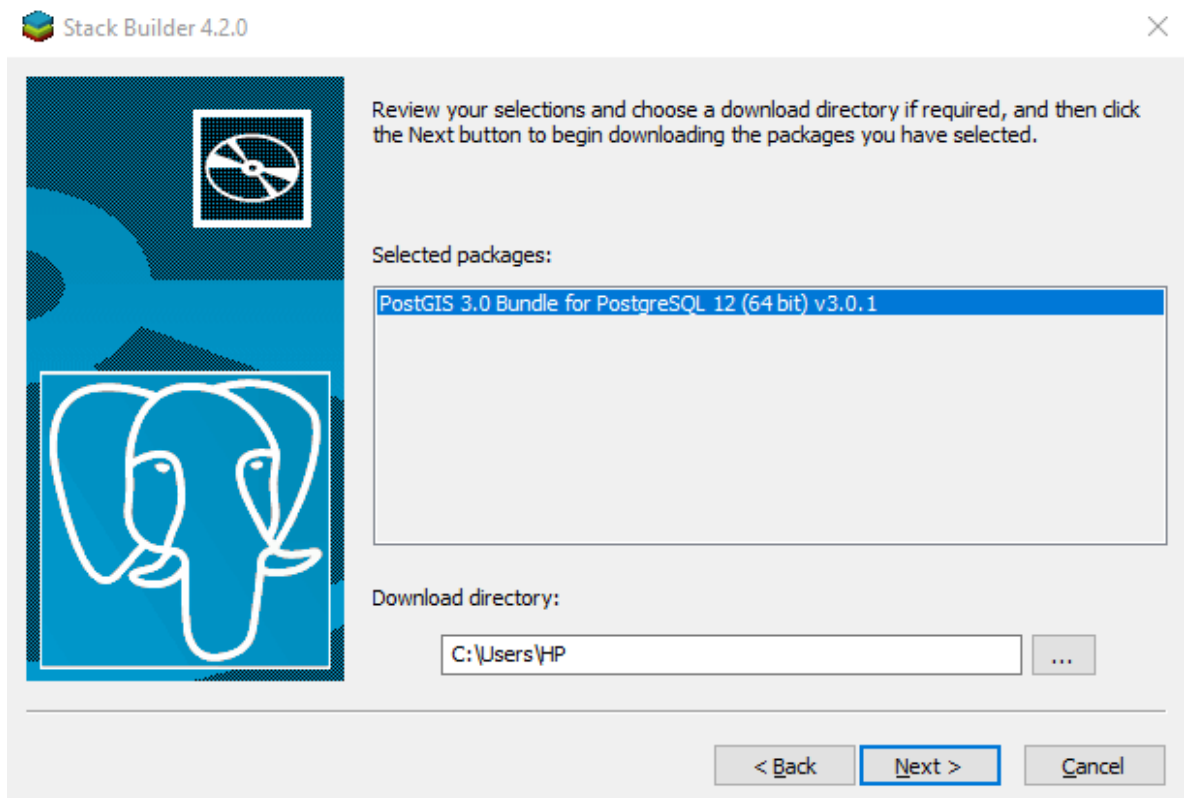 Stack Builder 4.2.0
Review your selections and choose a download directory if required, and then click
the Next button to begin downloading the packages you have selected.
Selected packages:
PostGIS 3.0 Bundle for PostgreSQL 12 (64 bit) v3.0.1
Download directory:
C:\Users\HP
...
< Back
Next >
Cancel